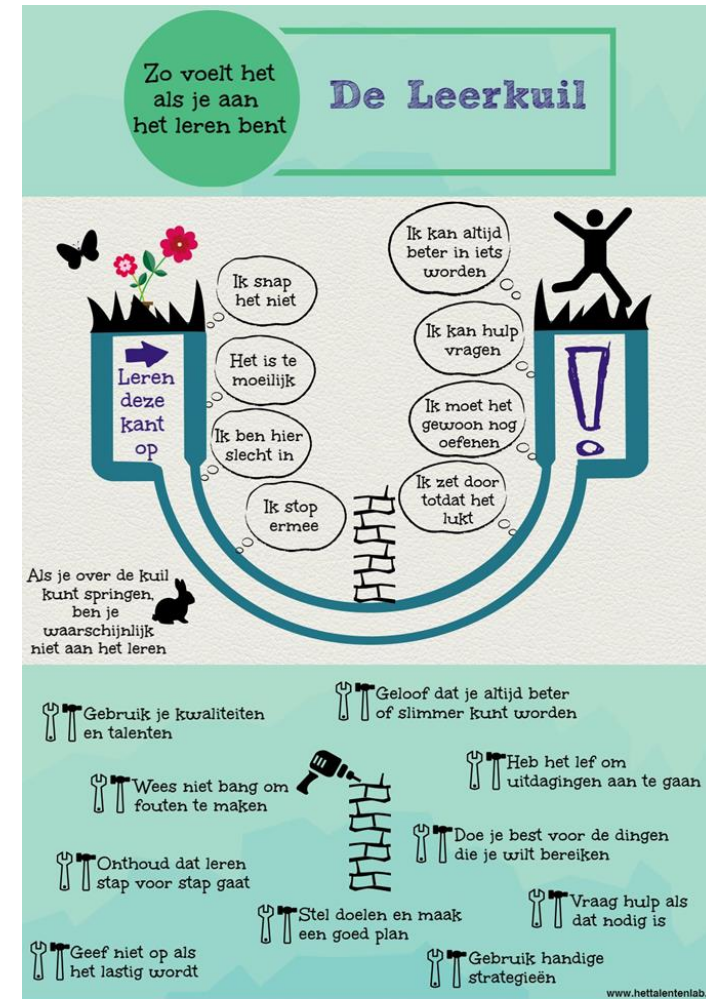 Zo voelt het
als je aan
het leren bent
De Leerkuil
Ik snap
het niet
Het is te
moeilijk
Ik ben hier
slecht in
Ik stop
ermee
Ik kan altijd
beter in iets
worden
Ik kan hulp
vragen
Ik moet het
gewoon nog
oefenen
Ik zet door
totdat het
lukt
Leren
deze
kant
op
!
Als je over de kuil
kunt springen,
ben je
waarschijnlijk
niet aan het leren
Gebruik je kwaliteiten
en talenten
Geloof dat je altijd beter
of slimmer kunt worden
Wees niet bang om
fouten te maken
Heb het lef om
uitdagingen aan te gaan
Onthoud dat leren
stap voor stap gaat
Doe je best voor de dingen
die je wilt bereiken
Stel doelen en maak
een goed plan
Vraag hulp als
dat nodig is
Geef niet op als
het lastig wordt
Gebruik handige
strategieën
www.hettalentenlab.